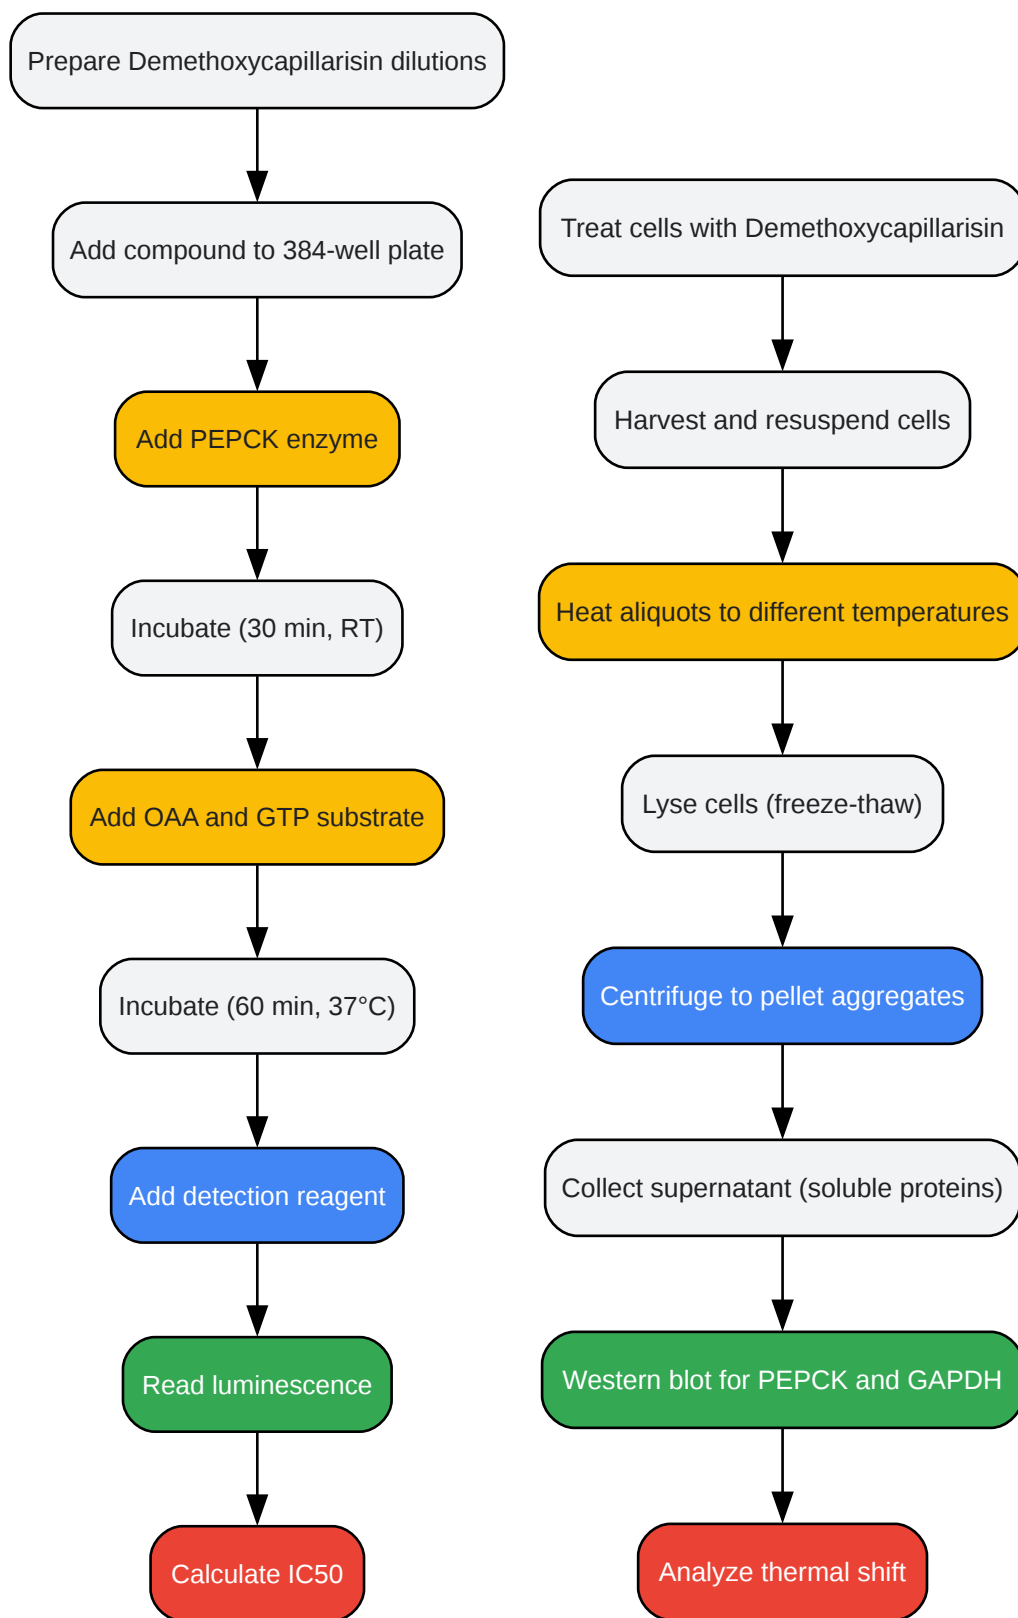 Prepare Demethoxycapillarisin dilutions
Add compound to 384-well plate
Add PEPCK enzyme
Incubate (30 min, RT)
Add OAA and GTP substrate
Incubate (60 min, 37°C)
Add detection reagent
Read luminescence
Calculate IC50
Treat cells with Demethoxycapillarisin
Harvest and resuspend cells
Heat aliquots to different temperatures
Lyse cells (freeze-thaw)
Centrifuge to pellet aggregates
Collect supernatant (soluble proteins)
Western blot for PEPCK and GAPDH
Analyze thermal shift